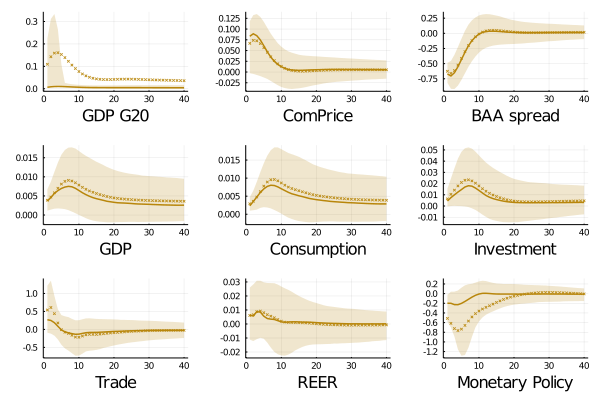 0.3
0.2
0.1
0.0
0 10 20 30 40
GDP G20
0.125
0.100
0.075
0.050
0.025
0.000
-0.025
0 10 20 30 40
ComPrice
0.25
0.00
-0.25
-0.50
-0.75
0 10 20 30 40
BAA spread
0.015
0.010
0.005
0.000
0 10 20 30 40
GDP
0.015
0.010
0.005
0.000
0 10 20 30 40
Consumption
0.05
0.04
0.03
0.02
0.01
0.00
-0.01
0 10 20 30 40
Investment
1.0
0.5
0.0
-0.5
0 10 20 30 40
Trade
0.03
0.02
0.01
0.00
-0.01
-0.02
0 10 20 30 40
REER
0.2
0.0
-0.2
-0.4
-0.6
-0.8
-1.0
-1.2
0 10 20 30 40
Monetary Policy